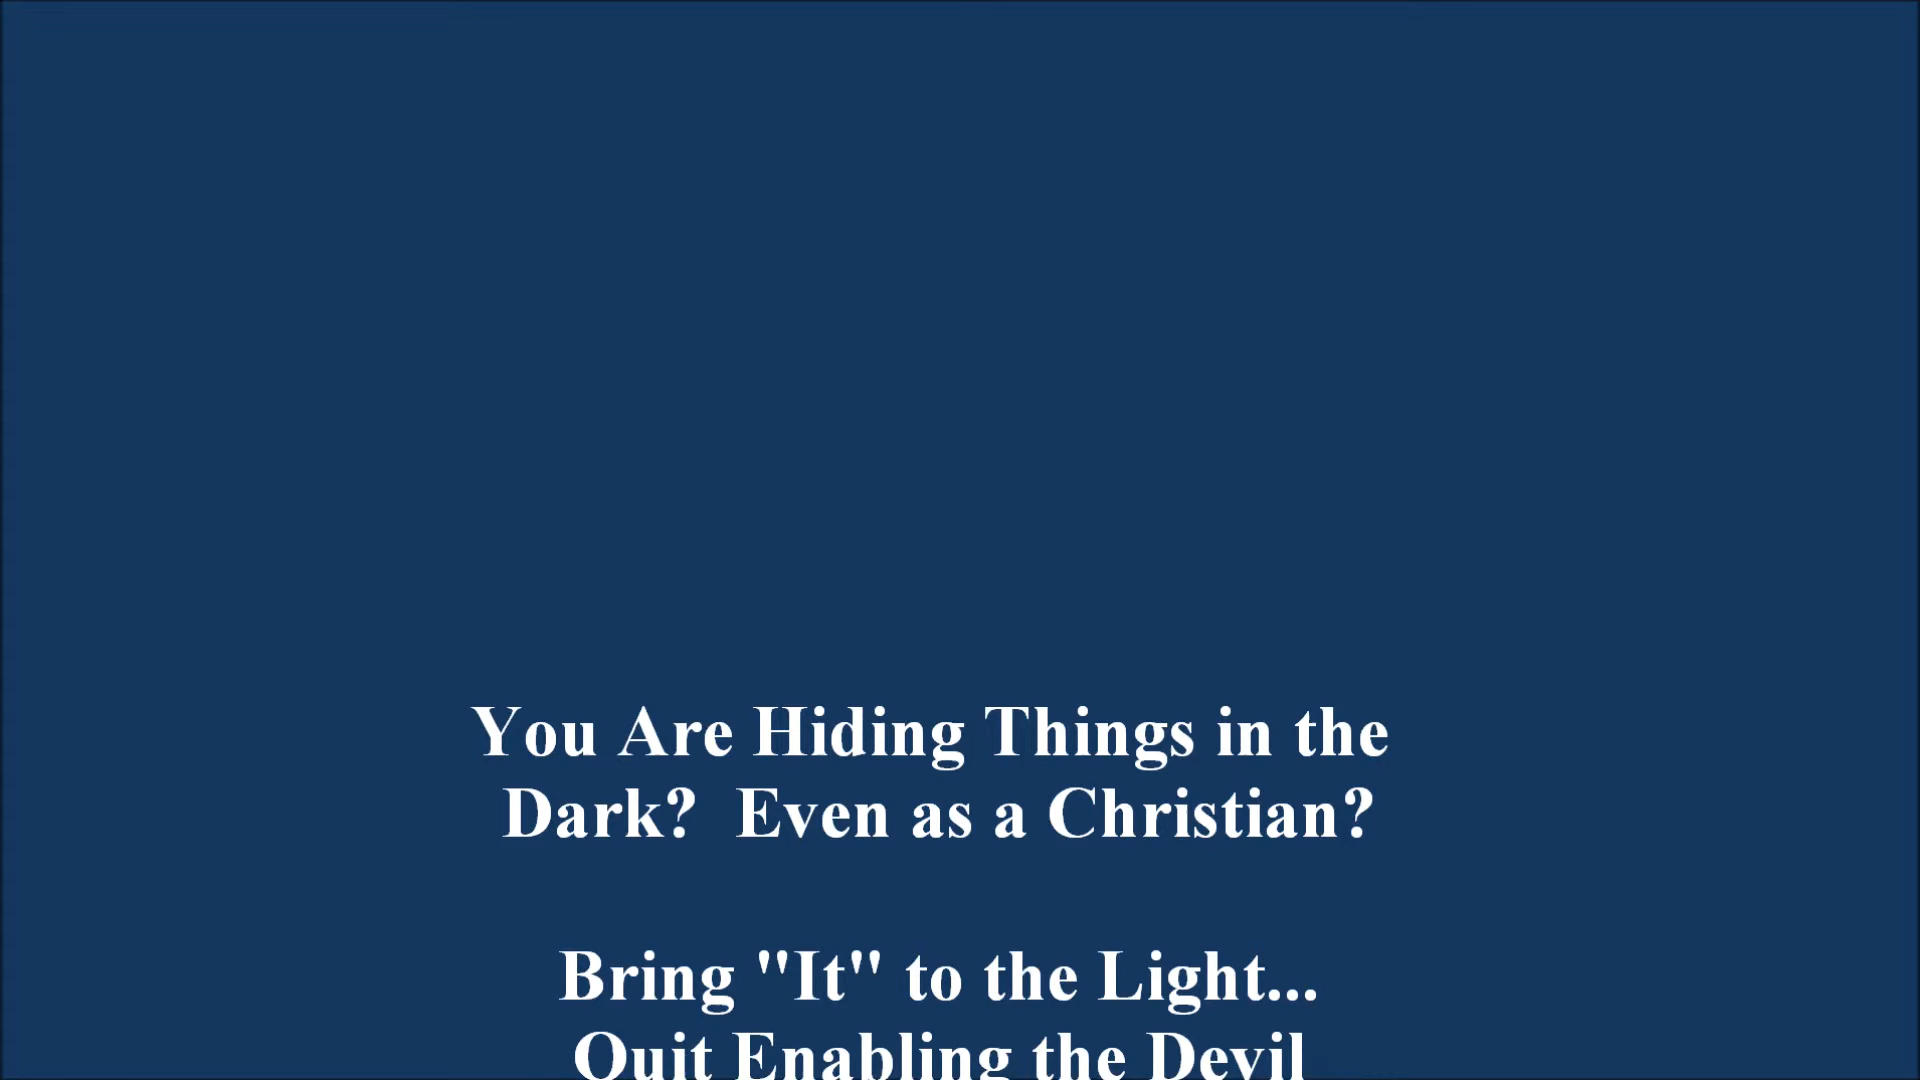 You Are Hiding Things in the
Dark?  Even as a Christian?
Bring "It" to the Light...
Quit Enabling the Devil